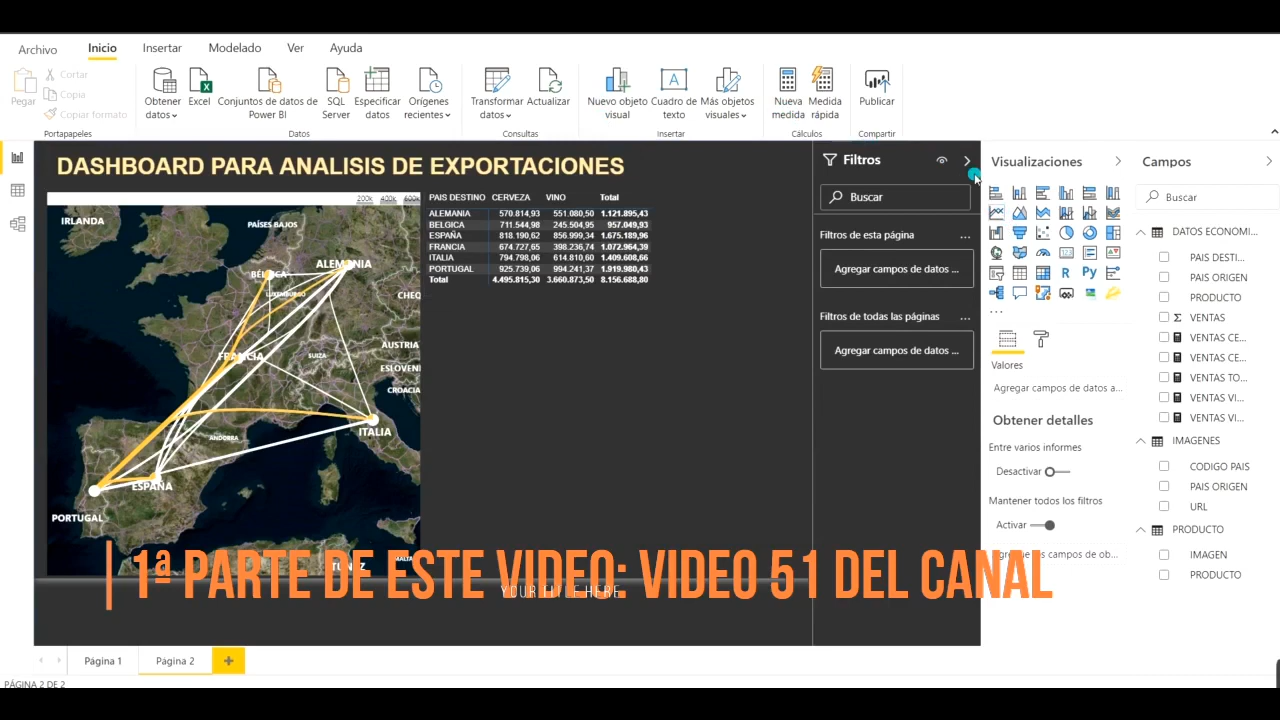 Archivo Inicio Insertar Modelado Ver Ayuda
Pegar
Cortar
Copia
Copiar formato
Portapapeles
Obtener datos
Excel
Conjuntos de datos de Power BI
SQL Server
Especificar datos
Orígenes recientes
Datos
Transformar datos
Actualizar
Consultas
Nuevo objeto visual
Cuadro de texto
Más objetos visuales
Insertar
Nueva medida
Medida rápida
Cálculos
Publicar
Compartir
DASHBOARD PARA ANALISIS DE EXPORTACIONES
200k 400k 600k
IRLANDA
PAÍSES BAJOS
ALEMANIA
BÉLGICA
LUXEMBURGO
CHEQ
FRANCIA
SUIZA
AUSTRIA
ESLOVENI
CROACIA
ANDORRA
ITALIA
ESPAÑA
PORTUGAL
MALTA
TÚNEZ
PAIS DESTINO CERVEZA VINO Total
ALEMANIA 570.814,93 551.080,50 1.121.895,43
BELGICA 711.544,98 245.504,95 957.049,93
ESPAÑA 818.190,62 856.999,34 1.675.189,96
FRANCIA 674.727,65 398.236,74 1.072.964,39
ITALIA 794.798,06 614.810,60 1.409.608,66
PORTUGAL 925.739,06 994.241,37 1.919.980,43
Total 4.495.815,30 3.660.873,50 8.156.688,80
Filtros
Buscar
Filtros de esta página ...
Agregar campos de datos ...
Filtros de todas las páginas ...
Agregar campos de datos ...
Visualizaciones
R Py
...
Valores
Agregar campos de datos a...
Obtener detalles
Entre varios informes
Desactivar
Mantener todos los filtros
Activar
Campos
Buscar
DATOS ECONOMI...
PAIS DESTI...
PAIS ORIGEN
PRODUCTO
VENTAS
VENTAS CE...
VENTAS CE...
VENTAS TO...
VENTAS VI...
VENTAS VI...
IMAGENES
CODIGO PAIS
PAIS ORIGEN
URL
PRODUCTO
IMAGEN
PRODUCTO
1ª PARTE DE ESTE VIDEO: VIDEO 51 DEL CANAL
YOUR TITLE HERE
Página 1 Página 2
PÁGINA 2 DE 2